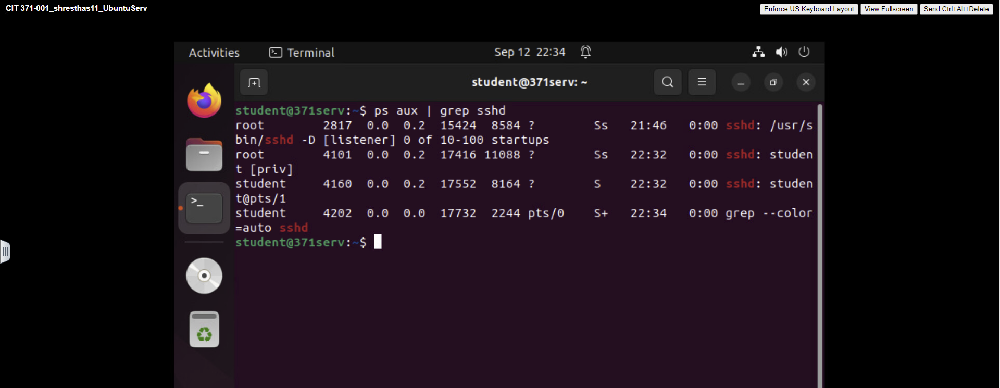 CIT 371-001_shresthas11_UbuntuServ
Enforce US Keyboard Layout View Fullscreen Send Ctrl+Alt+Delete
Activities Terminal Sep 12 22:34
student@371serv: ~
student@371serv:~$ ps aux | grep sshd
root 2817 0.0 0.2 15424 8584 ? Ss 21:46 0:00 sshd: /usr/s
bin/sshd -D [listener] 0 of 10-100 startups
root 4101 0.0 0.2 17416 11088 ? Ss 22:32 0:00 sshd: studen
t [priv]
student 4160 0.0 0.2 17552 8164 ? S 22:32 0:00 sshd: studen
t@pts/1
student 4202 0.0 0.0 17732 2244 pts/0 S+ 22:34 0:00 grep --color
=auto sshd
student@371serv:~$